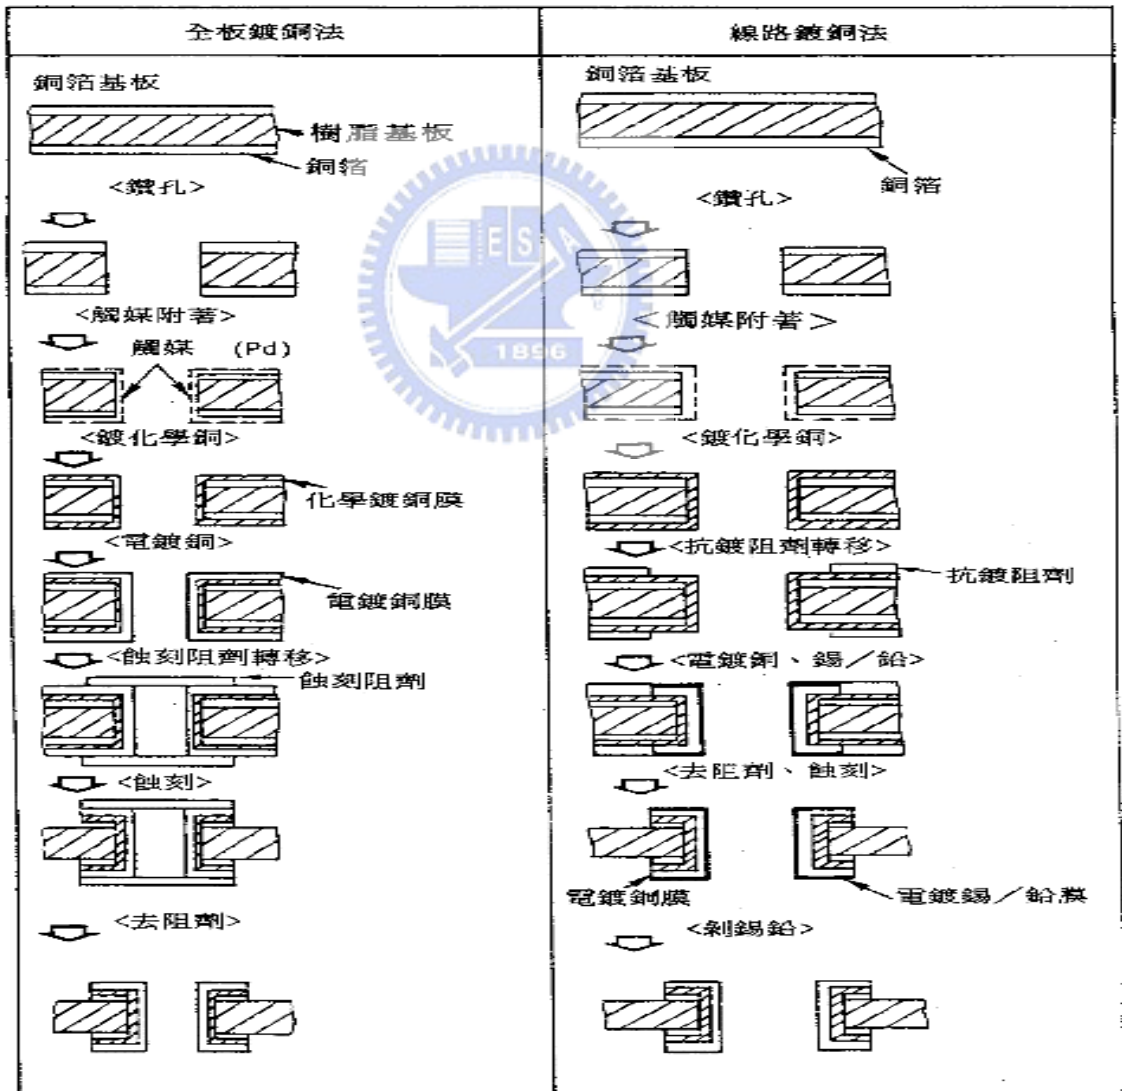 全板鍍銅法
銅箔基板
樹脂基板
銅箔
<鑽孔>
<觸媒附著>
觸媒 (Pd)
<鍍化學銅>
化學鍍銅膜
<電鍍銅>
電鍍銅膜
<蝕刻阻劑轉移>
蝕刻阻劑
<蝕刻>
<去阻劑>
線路鍍銅法
銅箔基板
銅箔
<鑽孔>
<觸媒附著>
<鍍化學銅>
<抗鍍阻劑轉移>
抗鍍阻劑
<電鍍銅、錫／鉛>
<去阻劑、蝕刻>
電鍍銅膜
電鍍錫／鉛膜
<剝錫鉛>
ESA
1896